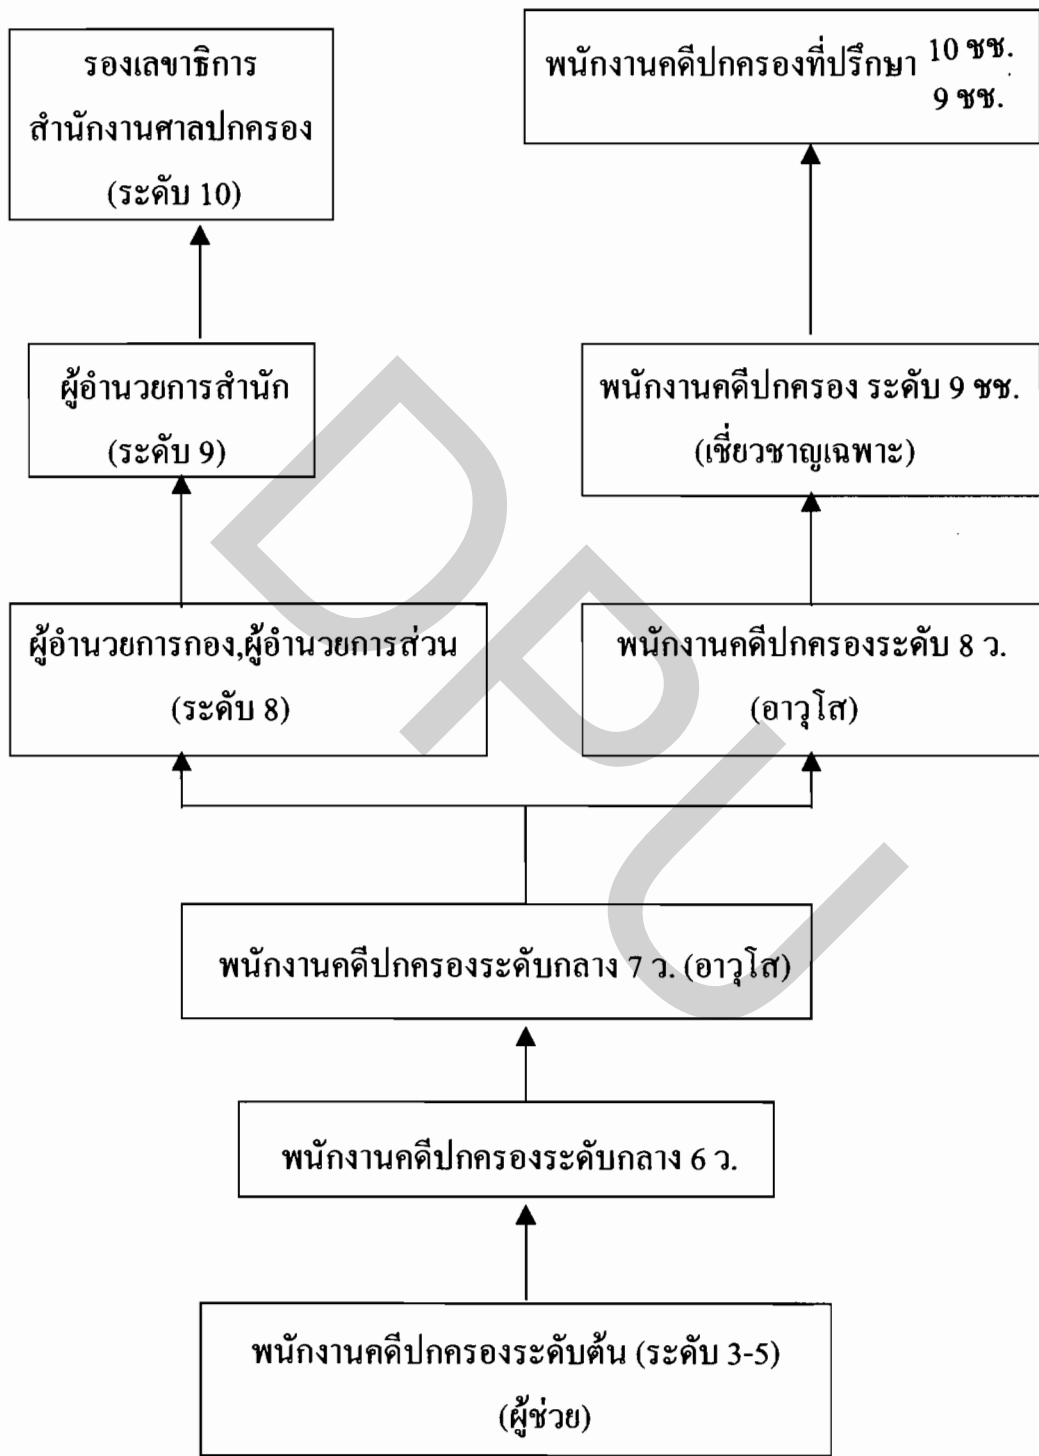 รองเลขาธิการ
สำนักงานศาลปกครอง
(ระดับ 10)
พนักงานคดีปกครองที่ปรึกษา 10 ชช.
9 ชช.
ผู้อำนวยการสำนัก
(ระดับ 9)
พนักงานคดีปกครอง ระดับ 9 ชช.
(เชี่ยวชาญเฉพาะ)
ผู้อำนวยการกอง,ผู้อำนวยการส่วน
(ระดับ 8)
พนักงานคดีปกครองระดับ 8 ว.
(อาวุโส)
พนักงานคดีปกครองระดับกลาง 7 ว. (อาวุโส)
พนักงานคดีปกครองระดับกลาง 6 ว.
พนักงานคดีปกครองระดับต้น (ระดับ 3-5)
(ผู้ช่วย)
DPU